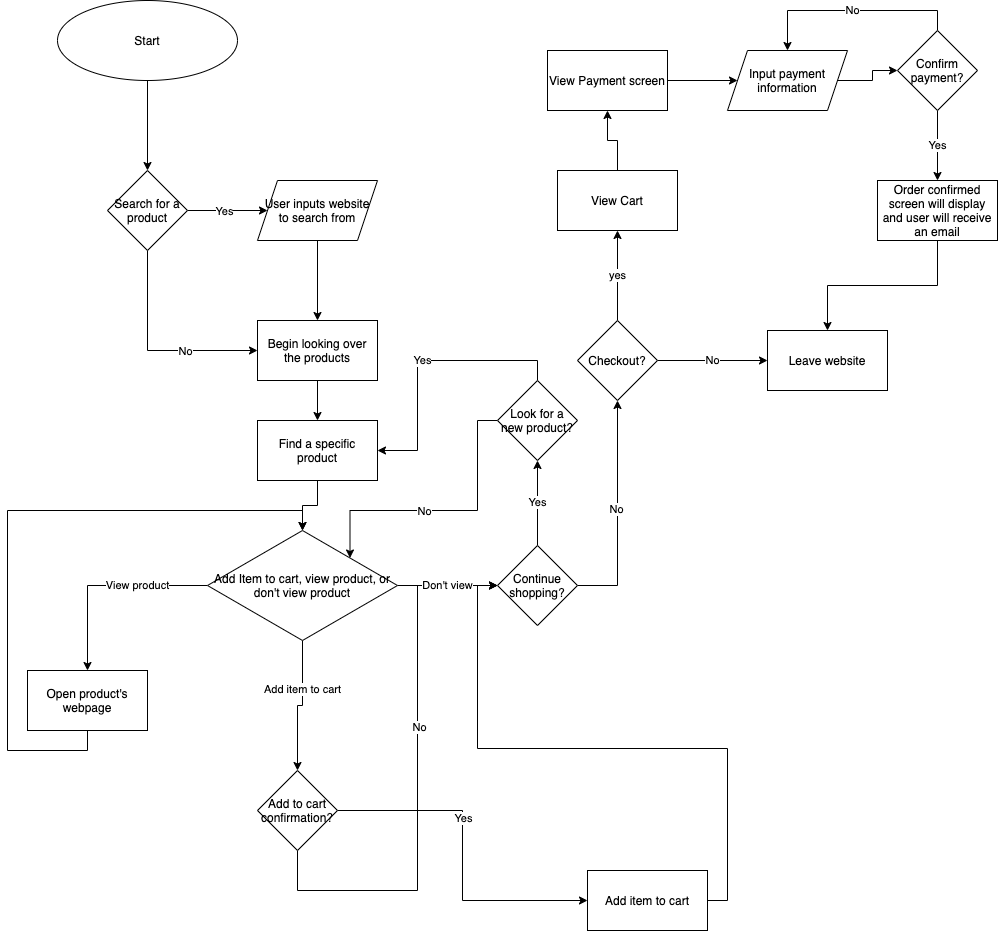 Start
No
View Payment screen
Input payment
information
Confirm
payment?
Yes
Search for a
product
Yes
User inputs website
to search from
View Cart
Order confirmed
screen will display
and user will receive
an email
yes
No
Begin looking over
the products
Yes
Checkout?
No
Leave website
Look for a
new product?
Find a specific
product
No
Yes
No
View product
Add Item to cart, view product, or
don't view product
Don't view
Continue
shopping?
Open product's
webpage
Add item to cart
No
Add to cart
confirmation?
Yes
Add item to cart